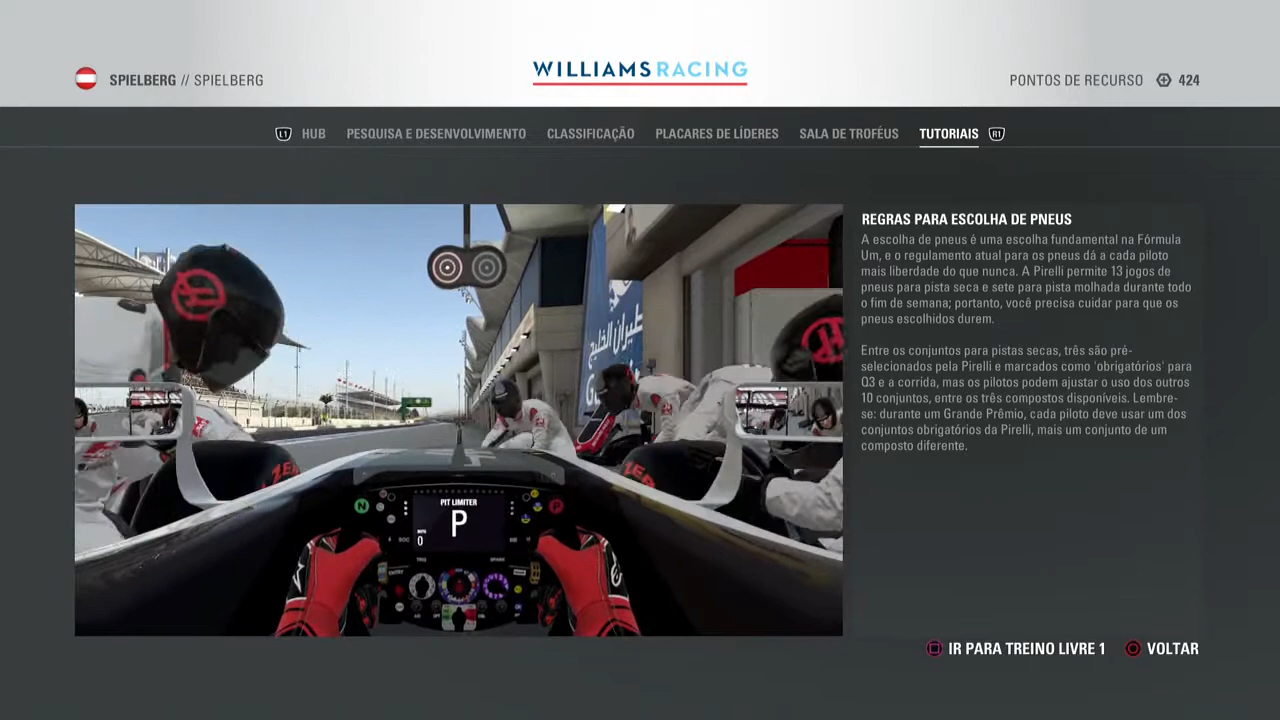 SPIELBERG // SPIELBERG
WILLIAMS RACING
PONTOS DE RECURSO 424
L1 HUB PESQUISA E DESENVOLVIMENTO CLASSIFICAÇÃO PLACARES DE LÍDERES SALA DE TROFÉUS TUTORIAIS R1
REGRAS PARA ESCOLHA DE PNEUS
A escolha de pneus é uma escolha fundamental na Fórmula
Um, e o regulamento atual para os pneus dá a cada piloto
mais liberdade do que nunca. A Pirelli permite 13 jogos de
pneus para pista seca e sete para pista molhada durante todo
o fim de semana; portanto, você precisa cuidar para que os
pneus escolhidos durem.
Entre os conjuntos para pistas secas, três são pré-
selecionados pela Pirelli e marcados como 'obrigatórios' para
Q3 e a corrida, mas os pilotos podem ajustar o uso dos outros
10 conjuntos, entre os três compostos disponíveis. Lembre-
se: durante um Grande Prêmio, cada piloto deve usar um dos
conjuntos obrigatórios da Pirelli, mais um conjunto de um
composto diferente.
طيران الخليج
N
PIT LIMITER
P
0
P
IR PARA TREINO LIVRE 1 VOLTAR